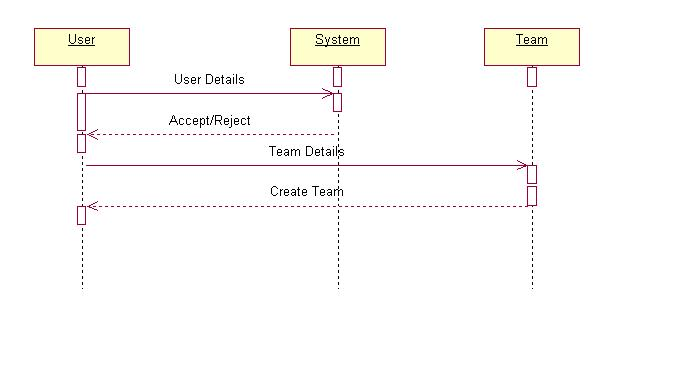 User
System
Team
User Details
Accept/Reject
Team Details
Create Team